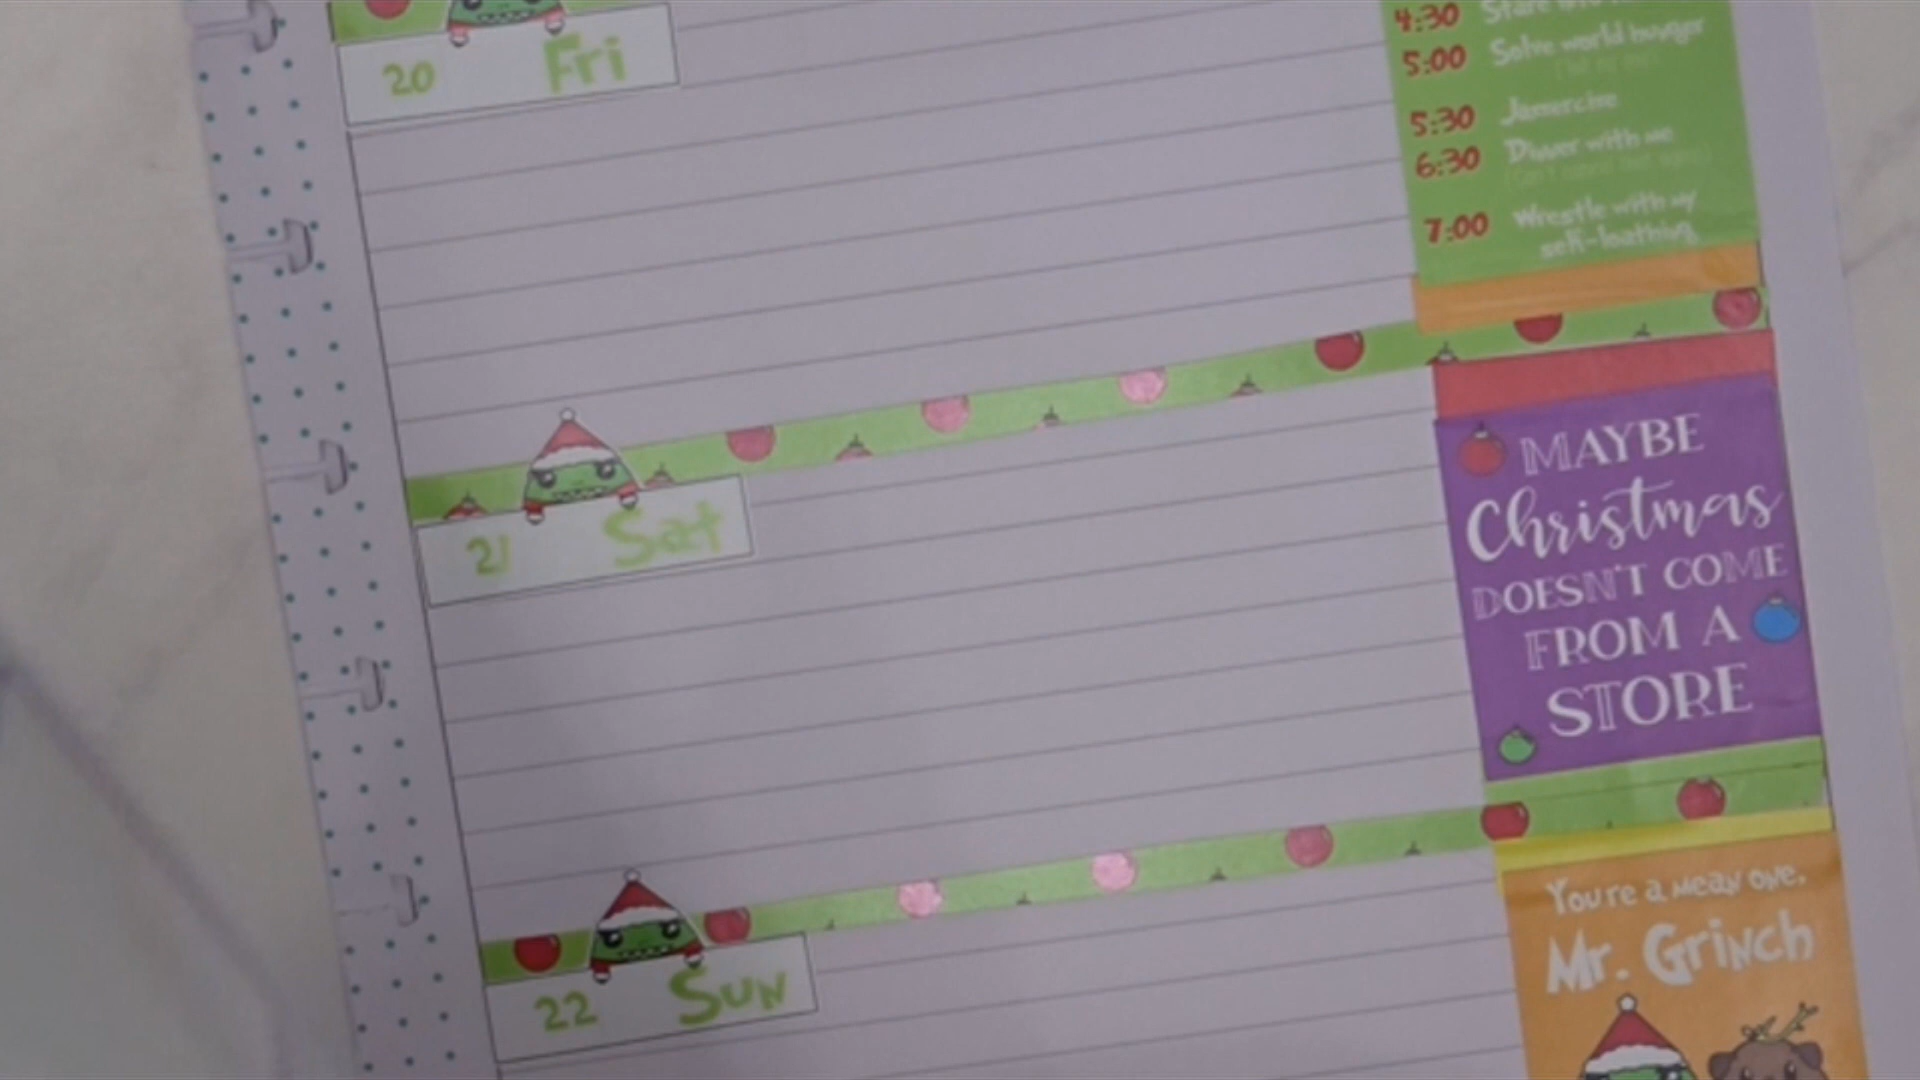 20 Fri
4:30 Stare
5:00 Solve world hunger
5:30 Jazzercise
6:30 Dinner with me
7:00 Wrestle with my
self-loathing
21 Sat
MAYBE
Christmas
DOESN'T COME
FROM A
STORE
22 Sun
You're a mean one,
Mr. Grinch